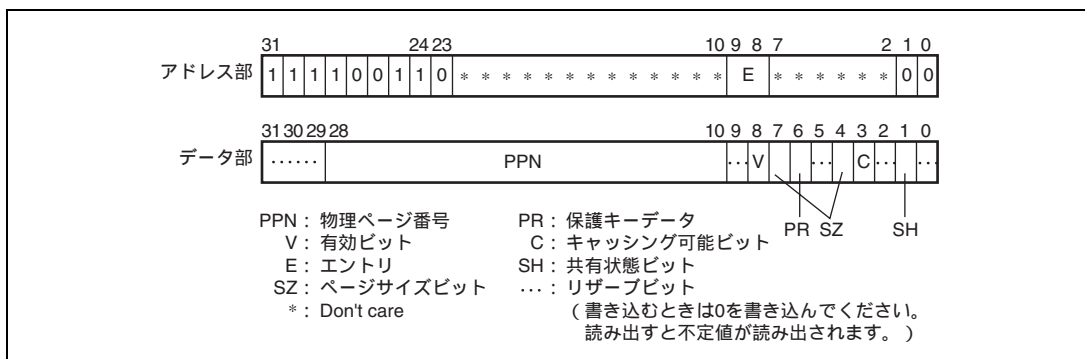 31 24 23 10 9 8 7 2 1 0
アドレス部 1 1 1 1 0 0 1 1 0 * * * * * * * * * * * * * E * * * * * * 0 0
31 30 29 28 10 9 8 7 6 5 4 3 2 1 0
データ部 ...... PPN ... V ... C ... ...
PR SZ SH
PPN : 物理ページ番号 PR : 保護キーデータ
V : 有効ビット C : キャッシング可能ビット
E : エントリ SH : 共有状態ビット
SZ : ページサイズビット ... : リザーブビット
* : Don't care （書き込むときは0を書き込んでください。
読み出すと不定値が読み出されます。）